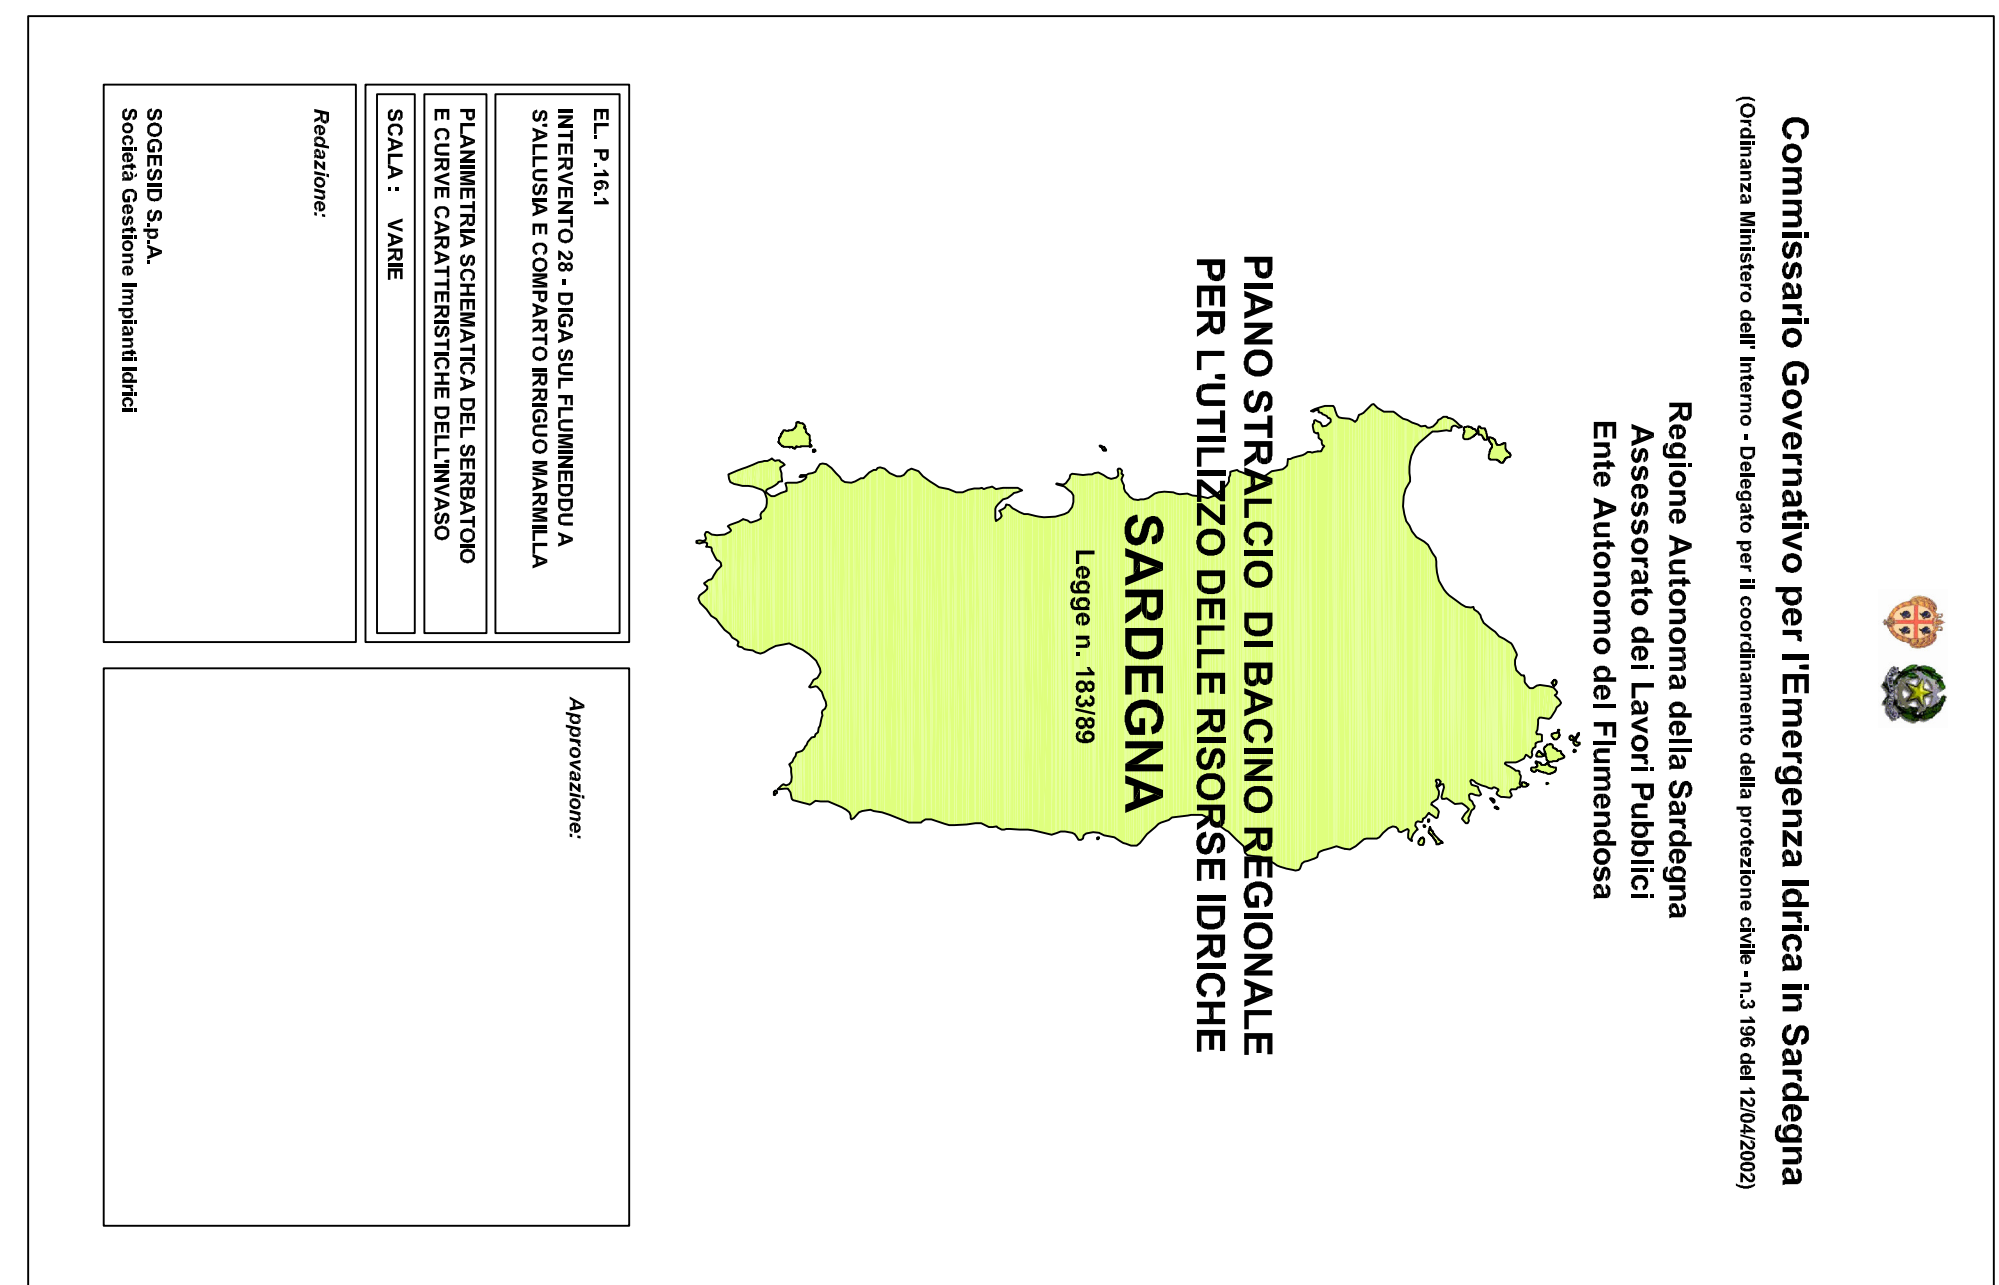 Commissario Governativo per l'Emergenza Idrica in Sardegna
(Ordinanza Ministero dell' Interno - Delegato per il coordinamento della protezione civile - n.3 196 del 12/04/2002)
Regione Autonoma della Sardegna
Assessorato dei Lavori Pubblici
Ente Autonomo del Flumendosa
PIANO STRALCIO DI BACINO REGIONALE
PER L'UTILIZZO DELLE RISORSE IDRICHE
SARDEGNA
Legge n. 183/89
EL. P.16.1
INTERVENTO 28 - DIGA SUL FLUMINEDDU A
S'ALLUSIA E COMPARTO IRRIGUO MARMILLA
PLANIMETRIA SCHEMATICA DEL SERBATOIO
E CURVE CARATTERISTICHE DELL'INVASO
SCALA : VARIE
Redazione:
SOGESID S.p.A.
Società Gestione Impianti Idrici
Approvazione: